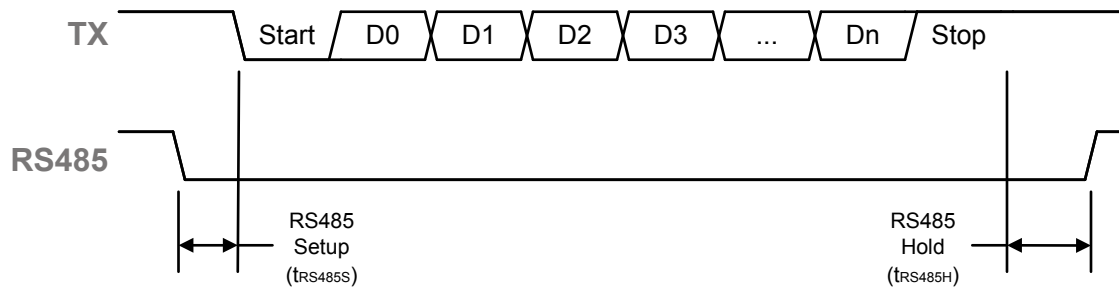 TX Start D0 D1 D2 D3 ... Dn Stop
RS485
RS485
Setup
(tRS485S)
RS485
Hold
(tRS485H)